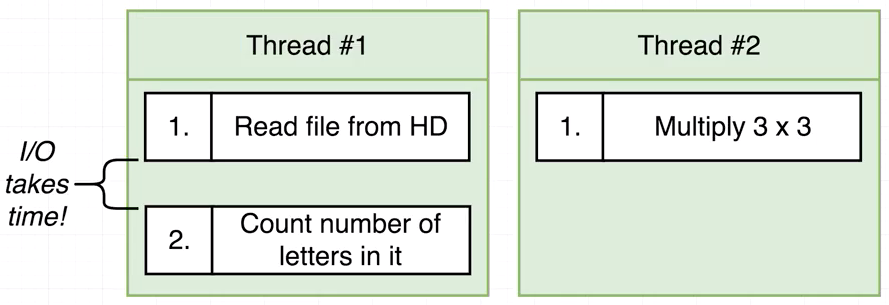 Thread #1
1. Read file from HD
I/O
takes
time!
2. Count number of
letters in it
Thread #2
1. Multiply 3 x 3